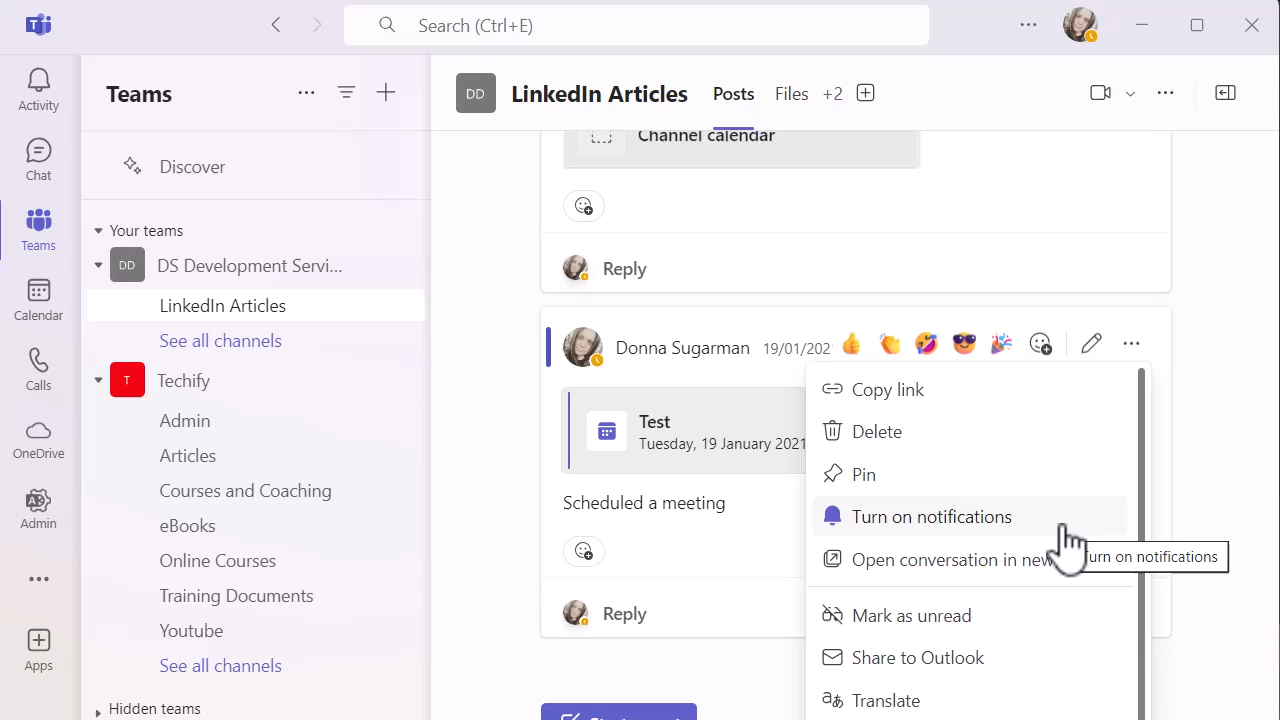 Search (Ctrl+E)
Activity
Chat
Teams
Calendar
Calls
OneDrive
Admin
Apps
Teams
Discover
Your teams
DD
DS Development Servi...
LinkedIn Articles
See all channels
T
Techify
Admin
Articles
Courses and Coaching
eBooks
Online Courses
Training Documents
Youtube
See all channels
Hidden teams
DD
LinkedIn Articles
Posts
Files
+2
Channel calendar
Reply
Donna Sugarman
19/01/202
Test
Tuesday, 19 January 2021
Scheduled a meeting
Reply
Copy link
Delete
Pin
Turn on notifications
Open conversation in new
Turn on notifications
Mark as unread
Share to Outlook
Translate